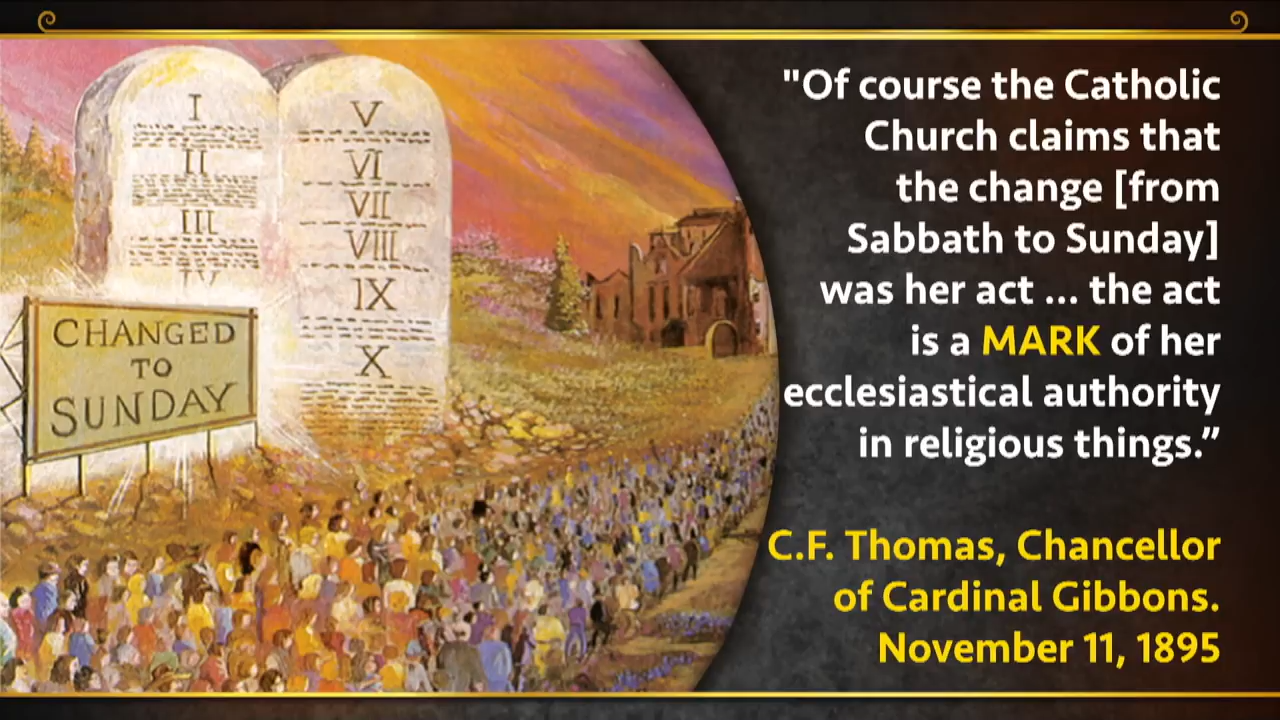 I
II
III
IV
V
VI
VII
VIII
IX
X
CHANGED
TO
SUNDAY
"Of course the Catholic
Church claims that
the change [from
Sabbath to Sunday]
was her act ... the act
is a MARK of her
ecclesiastical authority
in religious things.”
C.F. Thomas, Chancellor
of Cardinal Gibbons.
November 11, 1895